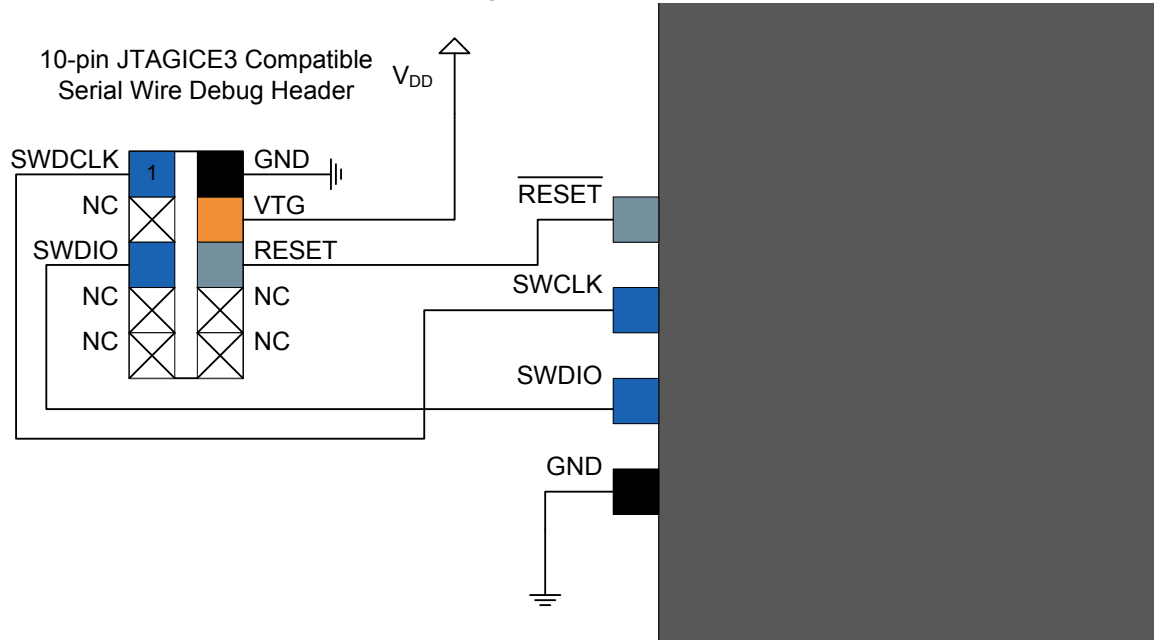 10-pin JTAGICE3 Compatible
Serial Wire Debug Header
VDD
SWDCLK
1
GND
NC
VTG
SWDIO
RESET
NC
NC
NC
NC
RESET
SWCLK
SWDIO
GND